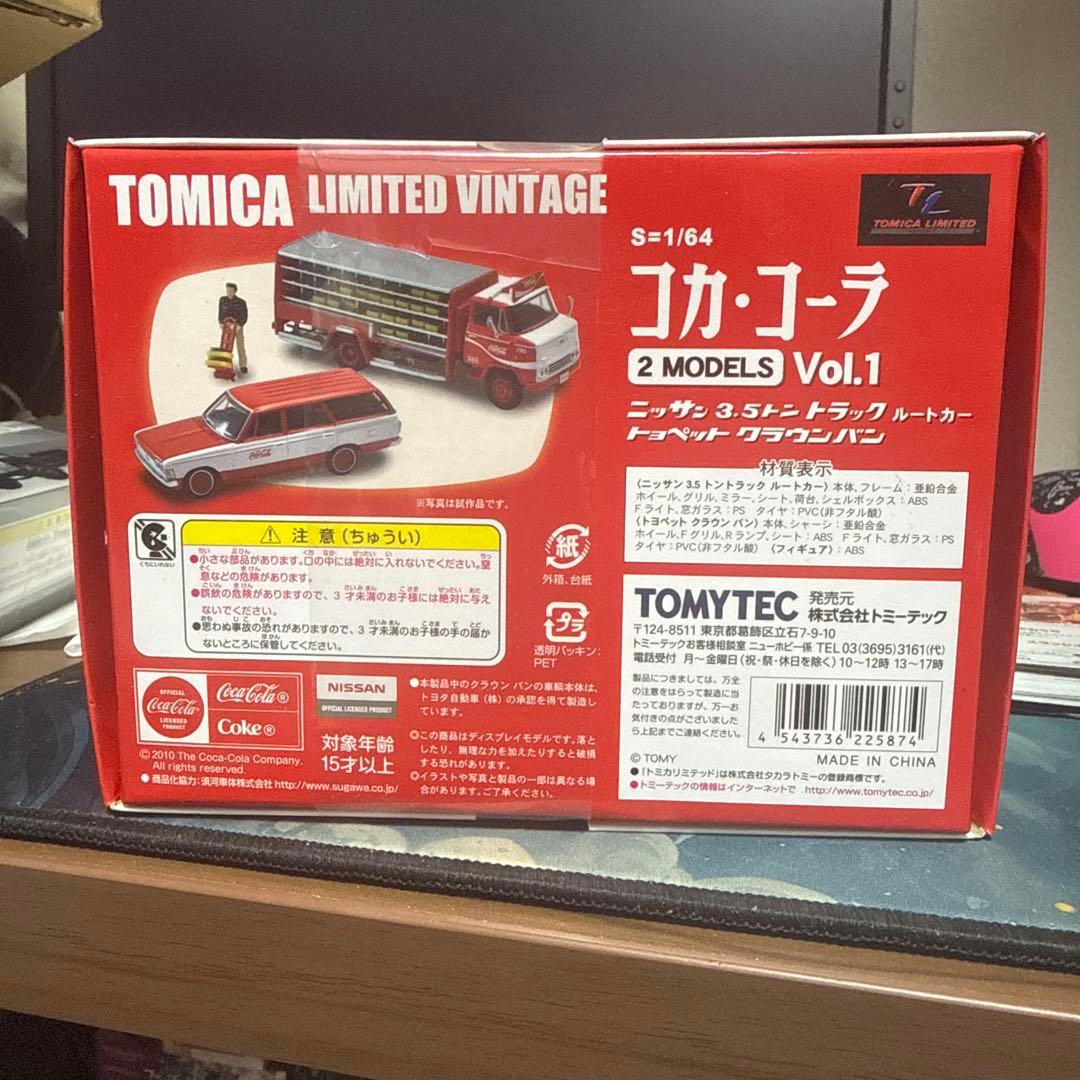 TOMICA LIMITED VINTAGE
TL
TOMICA LIMITED
S=1/64
コカ・コーラ
2 MODELS Vol.1
ニッサン 3.5トン トラック ルートカー
トヨペット クラウンバン
材質表示
〈ニッサン 3.5 トントラック ルートカー〉本体、フレーム：亜鉛合金
ホイール、グリル、ミラー、シート、荷台、シェルボックス：ABS
Fライト、窓ガラス：PS タイヤ：PVC(非フタル酸)
〈トヨペット クラウン バン〉本体、シャーシ：亜鉛合金
ホイール、Fグリル、Rランプ、シート：ABS Fライト、窓ガラス：PS
タイヤ：PVC(非フタル酸) 〈フィギュア〉：ABS
※写真は試作品です。
くちにいれない
注意(ちゅうい)
●小さな部品があります。口の中には絶対に入れないでください。窒
息などの危険があります。
●誤飲の危険がありますので、3才未満のお子様には絶対に与え
ないでください。
●思わぬ事故の恐れがありますので、3才未満のお子様の手の届か
ないところに保管してください。
紙
外箱、台紙
プラ
透明パッキン：
PET
TOMYTEC 発売元
株式会社トミーテック
〒124-8511 東京都葛飾区立石7-9-10
トミーテックお客様相談室 ニューホビー係 TEL 03(3695)3161(代)
電話受付 月～金曜日(祝・祭・休日を除く)10～12時 13～17時
製品につきましては、万全
の注意をはらって製造に当
たっておりますが、万一お
気付きの点がございました
ら上記までご連絡ください。
4 543736 225874
©TOMY MADE IN CHINA
●「トミカリミテッド」は株式会社タカラトミーの登録商標です。
●トミーテックの情報はインターネットで http://www.tomytec.co.jp/
OFFICIAL
Coca-Cola
LICENSED
PRODUCT
Coca-Cola®
Coke®
NISSAN
OFFICIAL LICENSED PRODUCT
対象年齢
15才以上
●本製品中のクラウン バンの車輌本体は、
トヨタ自動車(株)の承認を得て製造し
ています。
◎この商品はディスプレイモデルです。落と
したり、無理な力を加えたりすると破損
する恐れがあります。
◎イラストや写真と製品の一部は異なる場
合があります。ご了承ください。
©2010 The Coca-Cola Company.
All rights reserved.
●商品化協力：須河車体株式会社 http://www.sugawa.co.jp/